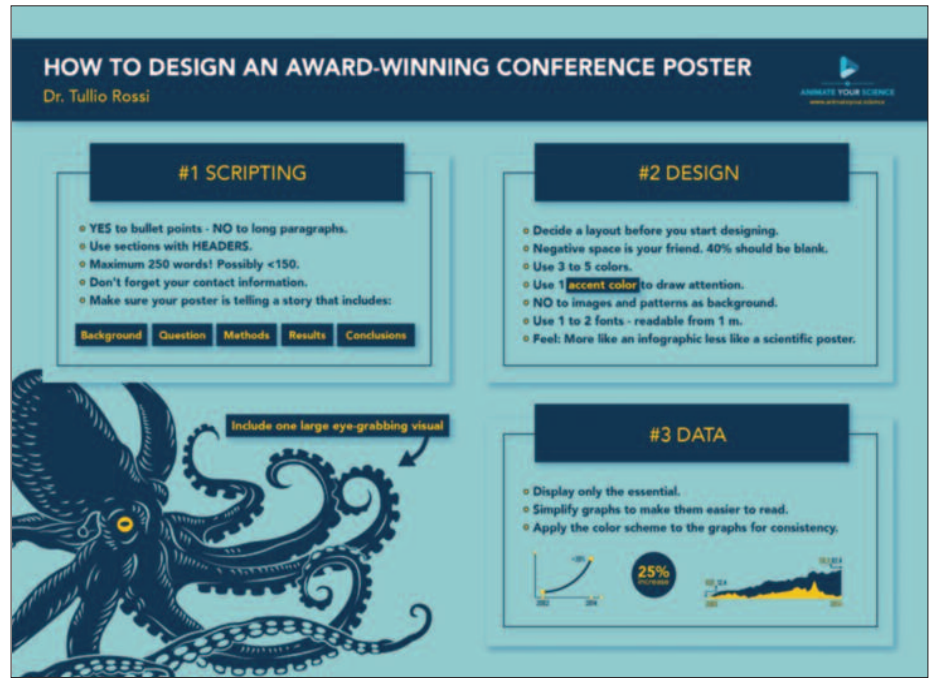 HOW TO DESIGN AN AWARD-WINNING CONFERENCE POSTER
Dr. Tullio Rossi
ANIMATE YOUR SCIENCE
www.animateyour.science
#1 SCRIPTING
YES to bullet points - NO to long paragraphs.
Use sections with HEADERS.
Maximum 250 words! Possibly <150.
Don't forget your contact information.
Make sure your poster is telling a story that includes:
Background Question Methods Results Conclusions
Include one large eye-grabbing visual
#2 DESIGN
Decide a layout before you start designing.
Negative space is your friend. 40% should be blank.
Use 3 to 5 colors.
Use 1 accent color to draw attention.
NO to images and patterns as background.
Use 1 to 2 fonts - readable from 1 m.
Feel: More like an infographic less like a scientific poster.
#3 DATA
Display only the essential.
Simplify graphs to make them easier to read.
Apply the color scheme to the graphs for consistency.
25%
INCREASE